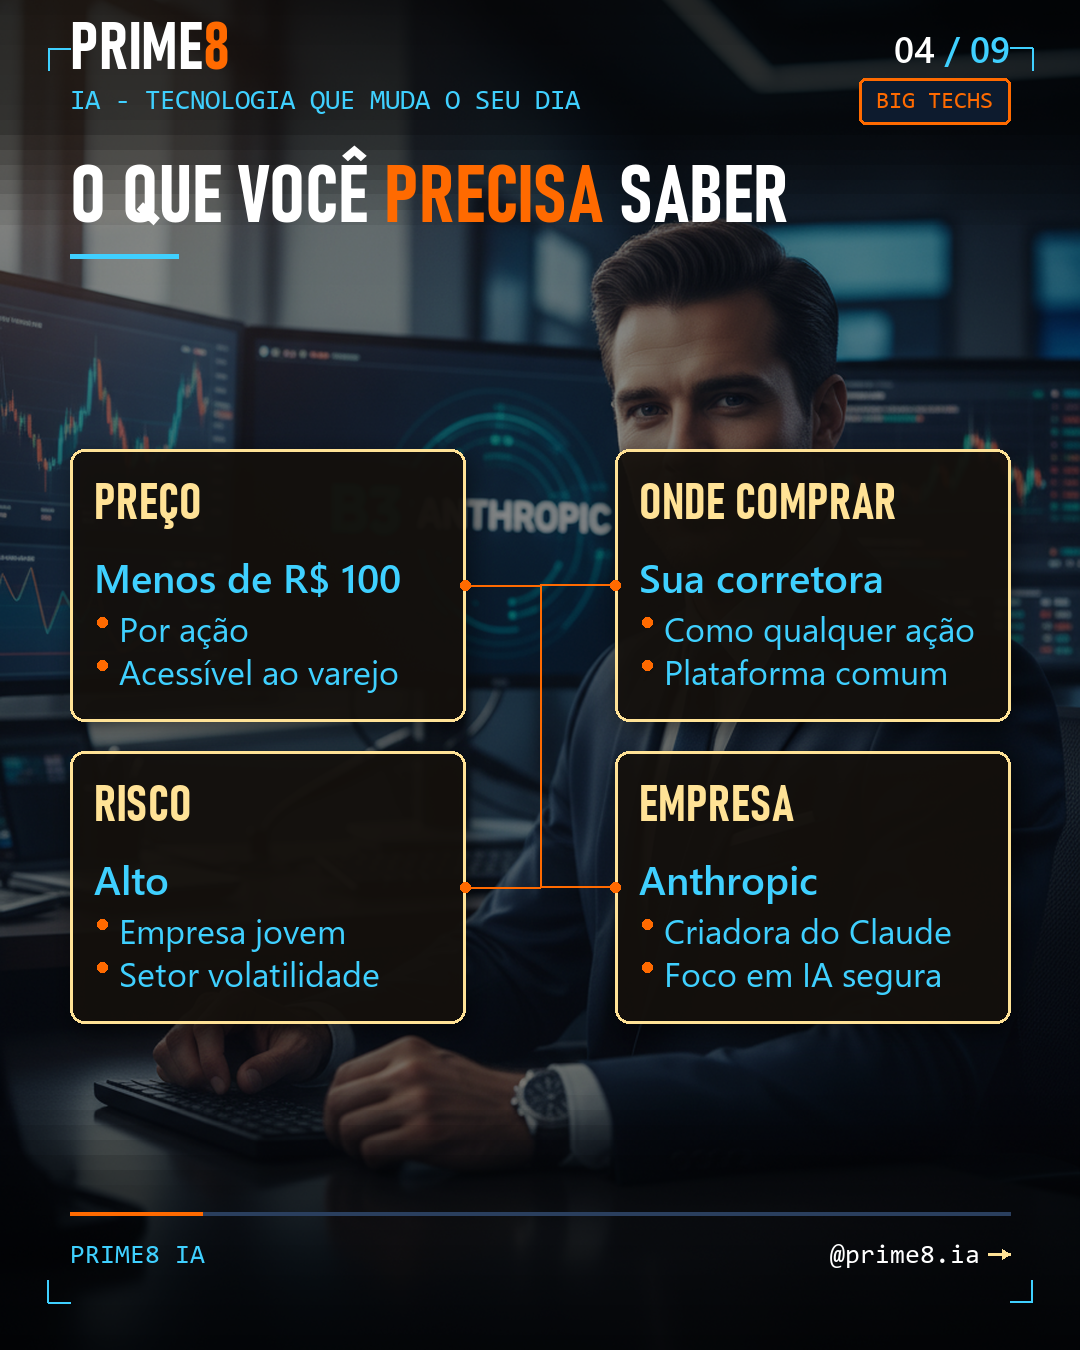 PRIME8
04 / 09
IA - TECNOLOGIA QUE MUDA O SEU DIA
BIG TECHS
O QUE VOCÊ PRECISA SABER
ANTHROPIC
PREÇO
Menos de R$ 100
Por ação
Acessível ao varejo
ONDE COMPRAR
Sua corretora
Como qualquer ação
Plataforma comum
RISCO
Alto
Empresa jovem
Setor volatilidade
EMPRESA
Anthropic
Criadora do Claude
Foco em IA segura
PRIME8 IA
@prime8.ia